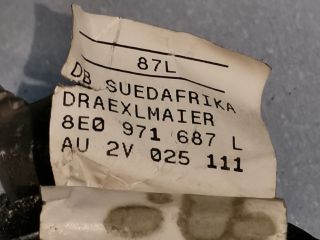 87L
DB SUEDAFRIKA
DRAEXLMAIER
8E0 971 687 L
AU 2V 025 111